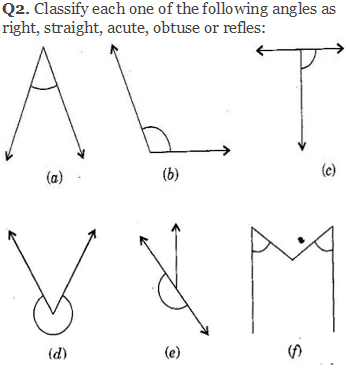 Q2. Classify each one of the following angles as
right, straight, acute, obtuse or refles:
(a)
(b)
(c)
(d)
(e)
(f)